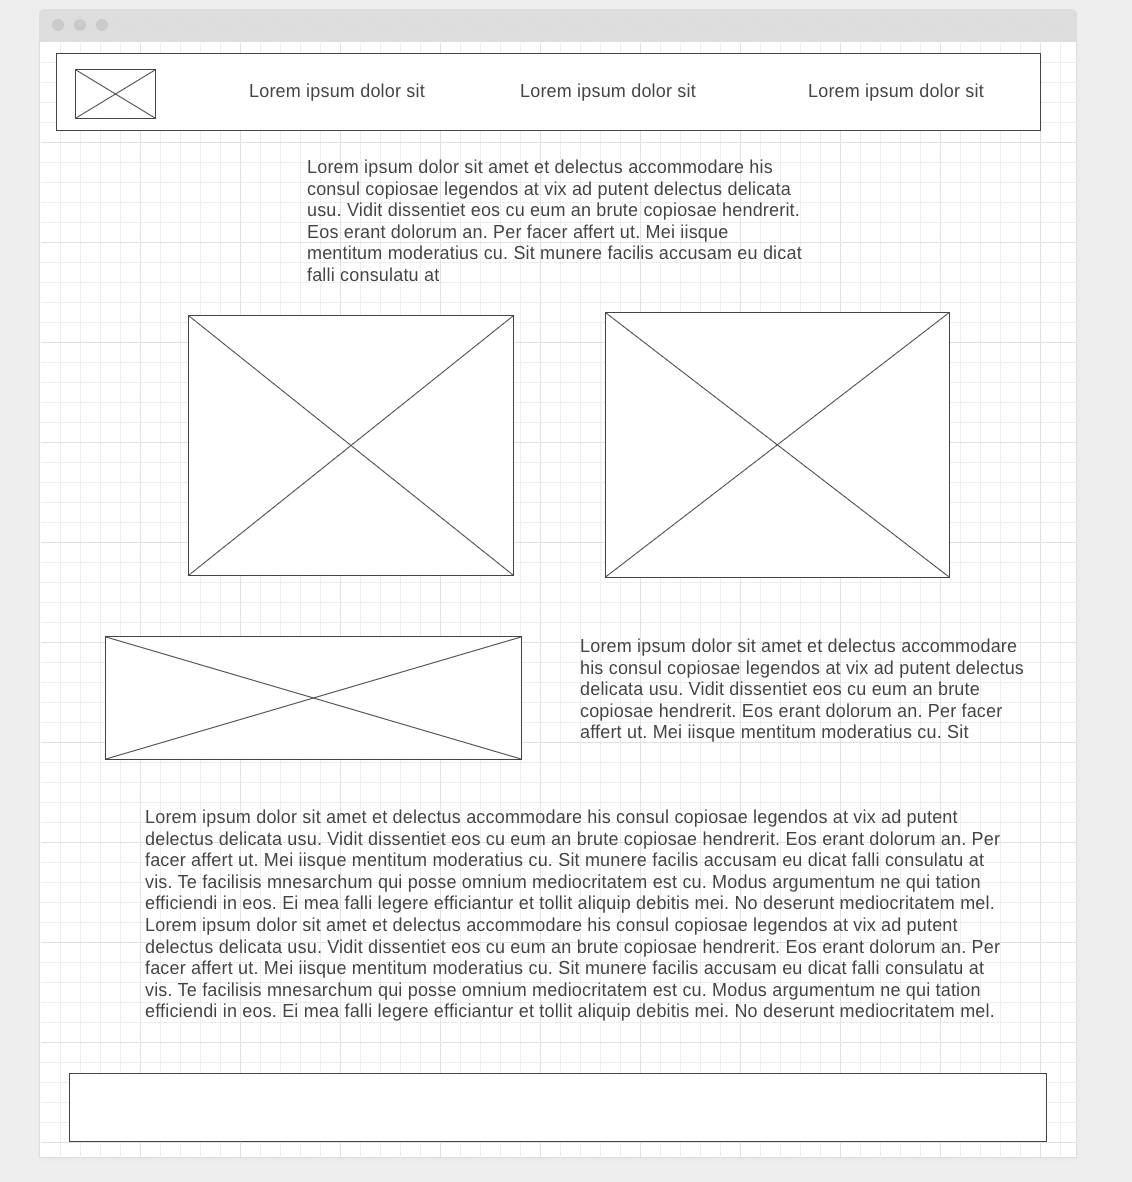 Lorem ipsum dolor sit
Lorem ipsum dolor sit
Lorem ipsum dolor sit
Lorem ipsum dolor sit amet et delectus accommodare his
consul copiosae legendos at vix ad putent delectus delicata
usu. Vidit dissentiet eos cu eum an brute copiosae hendrerit.
Eos erant dolorum an. Per facer affert ut. Mei iisque
mentitum moderatius cu. Sit munere facilis accusam eu dicat
falli consulatu at
Lorem ipsum dolor sit amet et delectus accommodare
his consul copiosae legendos at vix ad putent delectus
delicata usu. Vidit dissentiet eos cu eum an brute
copiosae hendrerit. Eos erant dolorum an. Per facer
affert ut. Mei iisque mentitum moderatius cu. Sit
Lorem ipsum dolor sit amet et delectus accommodare his consul copiosae legendos at vix ad putent
delectus delicata usu. Vidit dissentiet eos cu eum an brute copiosae hendrerit. Eos erant dolorum an. Per
facer affert ut. Mei iisque mentitum moderatius cu. Sit munere facilis accusam eu dicat falli consulatu at
vis. Te facilisis mnesarchum qui posse omnium mediocritatem est cu. Modus argumentum ne qui tation
efficiendi in eos. Ei mea falli legere efficiantur et tollit aliquip debitis mei. No deserunt mediocritatem mel.
Lorem ipsum dolor sit amet et delectus accommodare his consul copiosae legendos at vix ad putent
delectus delicata usu. Vidit dissentiet eos cu eum an brute copiosae hendrerit. Eos erant dolorum an. Per
facer affert ut. Mei iisque mentitum moderatius cu. Sit munere facilis accusam eu dicat falli consulatu at
vis. Te facilisis mnesarchum qui posse omnium mediocritatem est cu. Modus argumentum ne qui tation
efficiendi in eos. Ei mea falli legere efficiantur et tollit aliquip debitis mei. No deserunt mediocritatem mel.